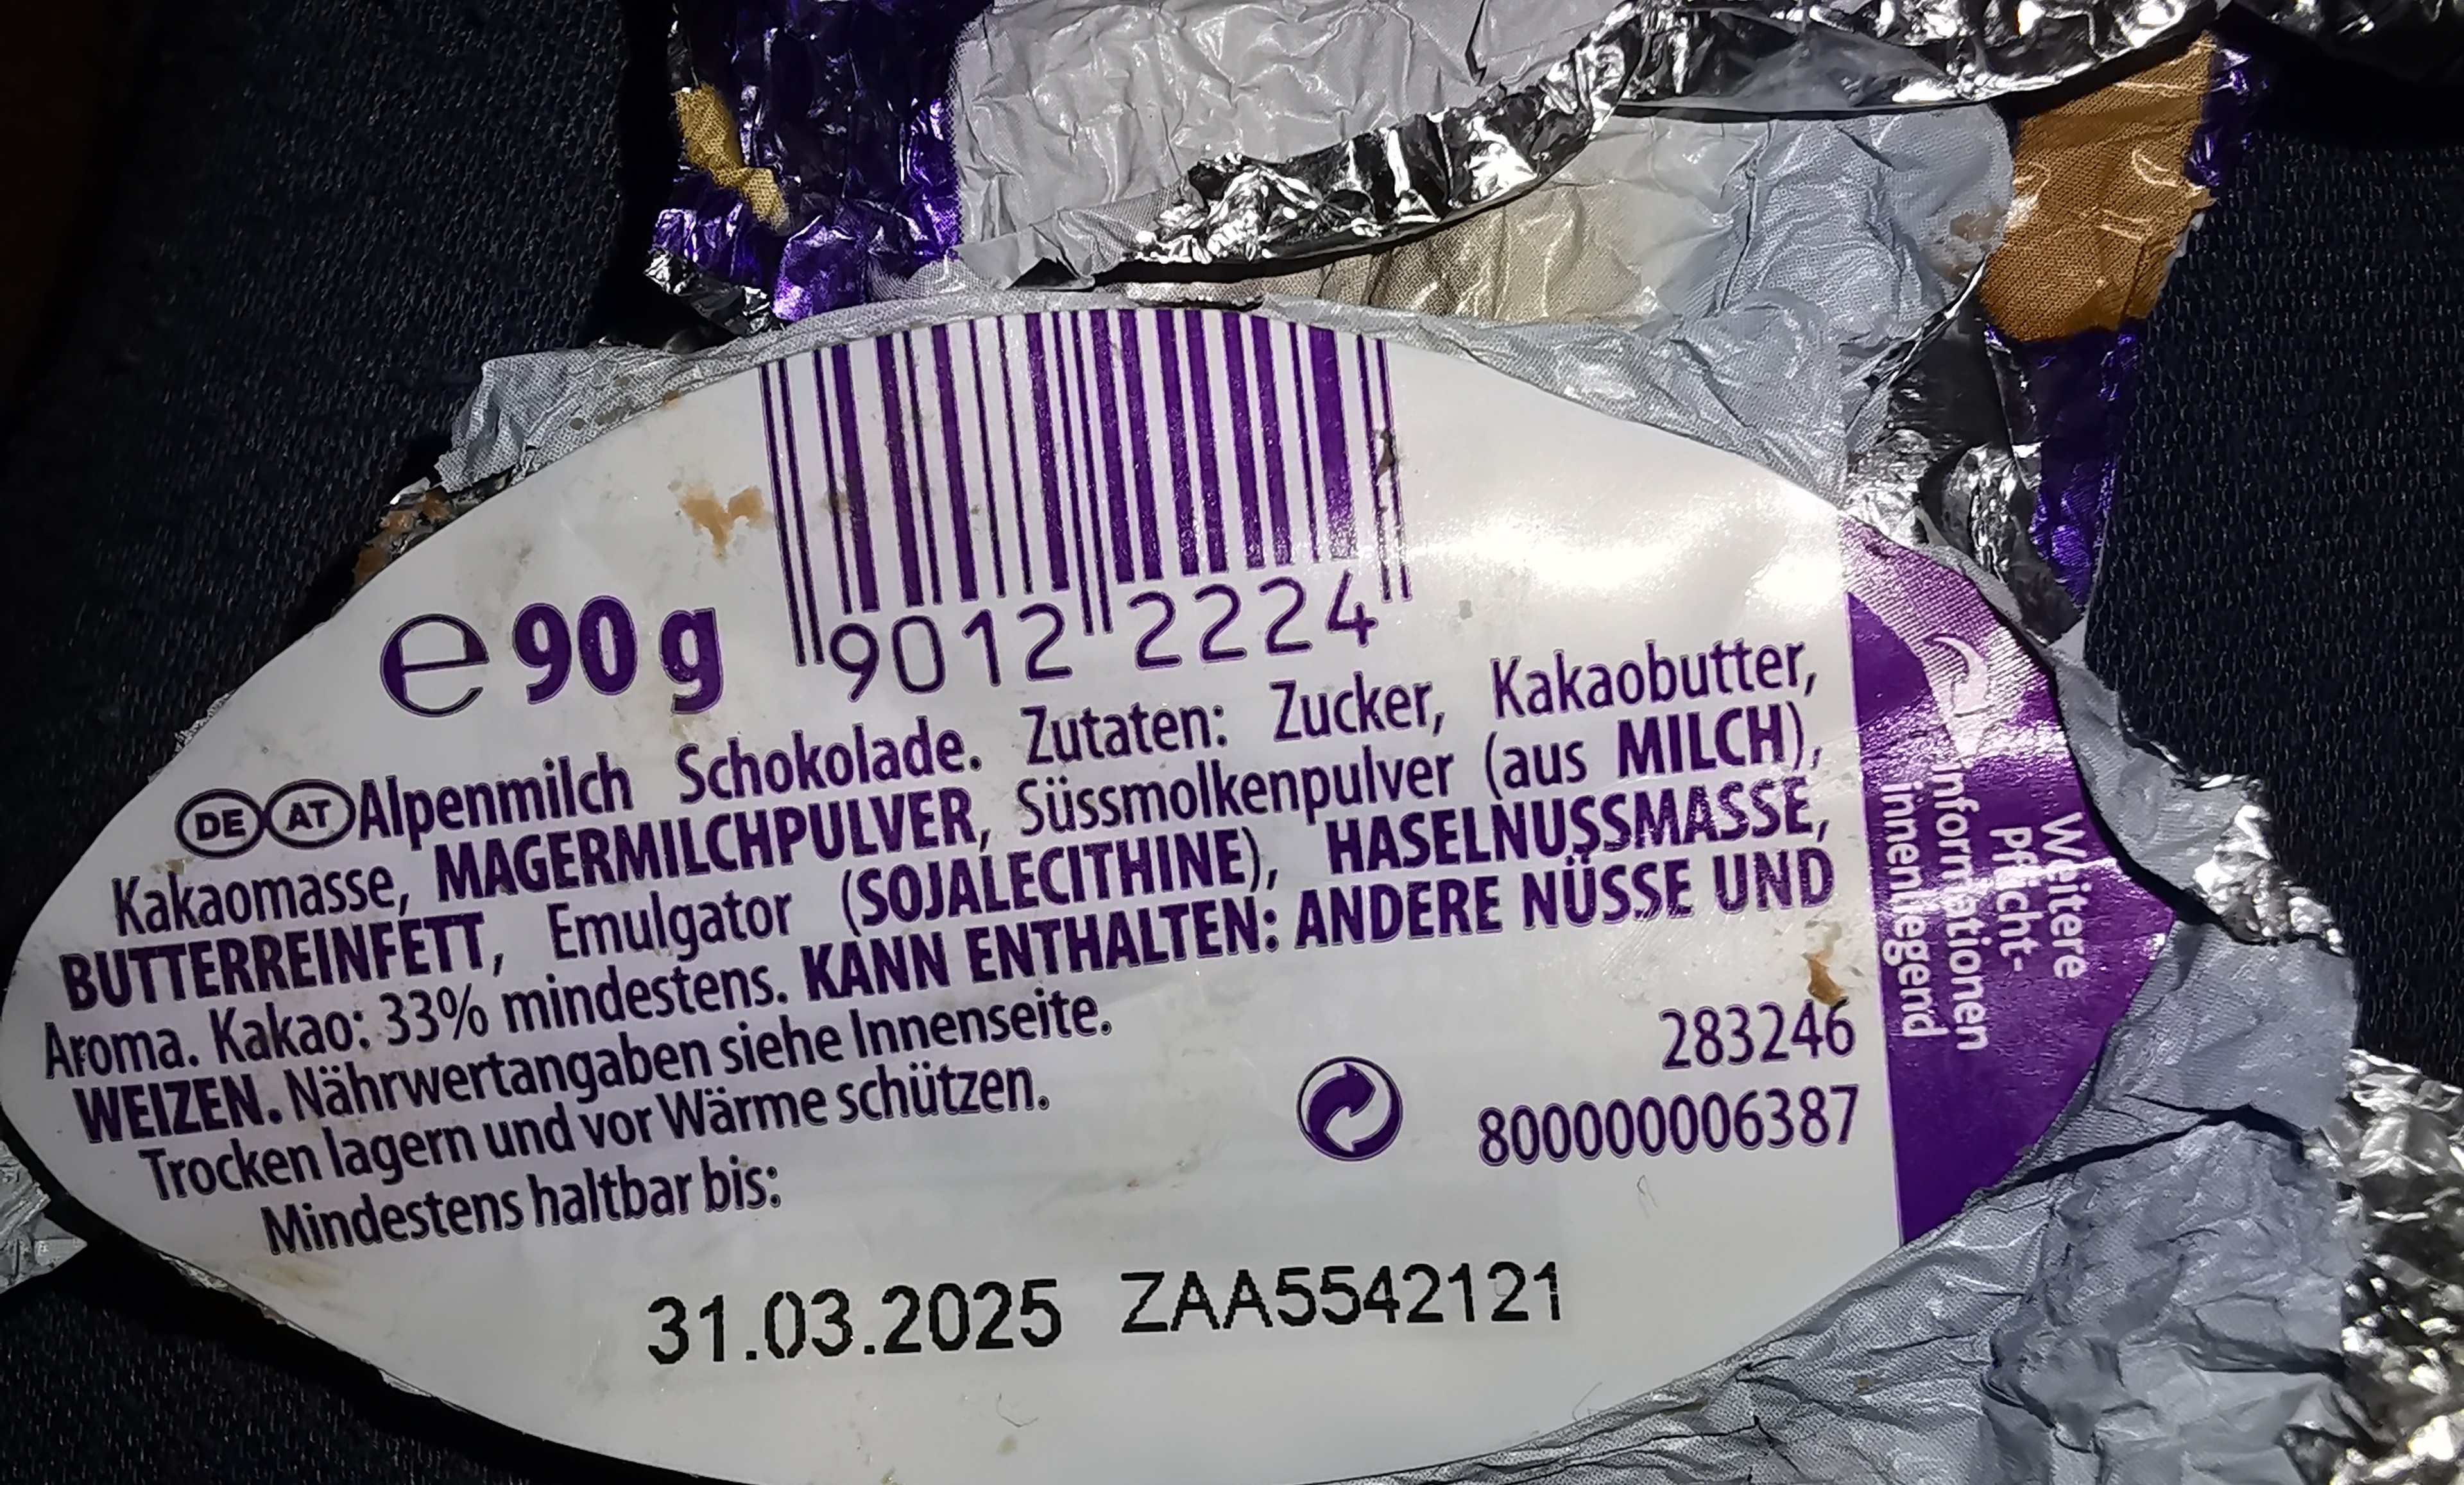 e 90 g
9012 2224
DE AT Alpenmilch Schokolade. Zutaten: Zucker, Kakaobutter,
Kakaomasse, MAGERMILCHPULVER, Süssmolkenpulver (aus MILCH),
BUTTERREINFETT, Emulgator (SOJALECITHINE), HASELNUSSMASSE,
Aroma. Kakao: 33% mindestens. KANN ENTHALTEN: ANDERE NÜSSE UND
WEIZEN. Nährwertangaben siehe Innenseite.
Trocken lagern und vor Wärme schützen.
Mindestens haltbar bis:
283246
800000006387
31.03.2025 ZAA5542121
Weitere
Pflicht-
informationen
innenliegend